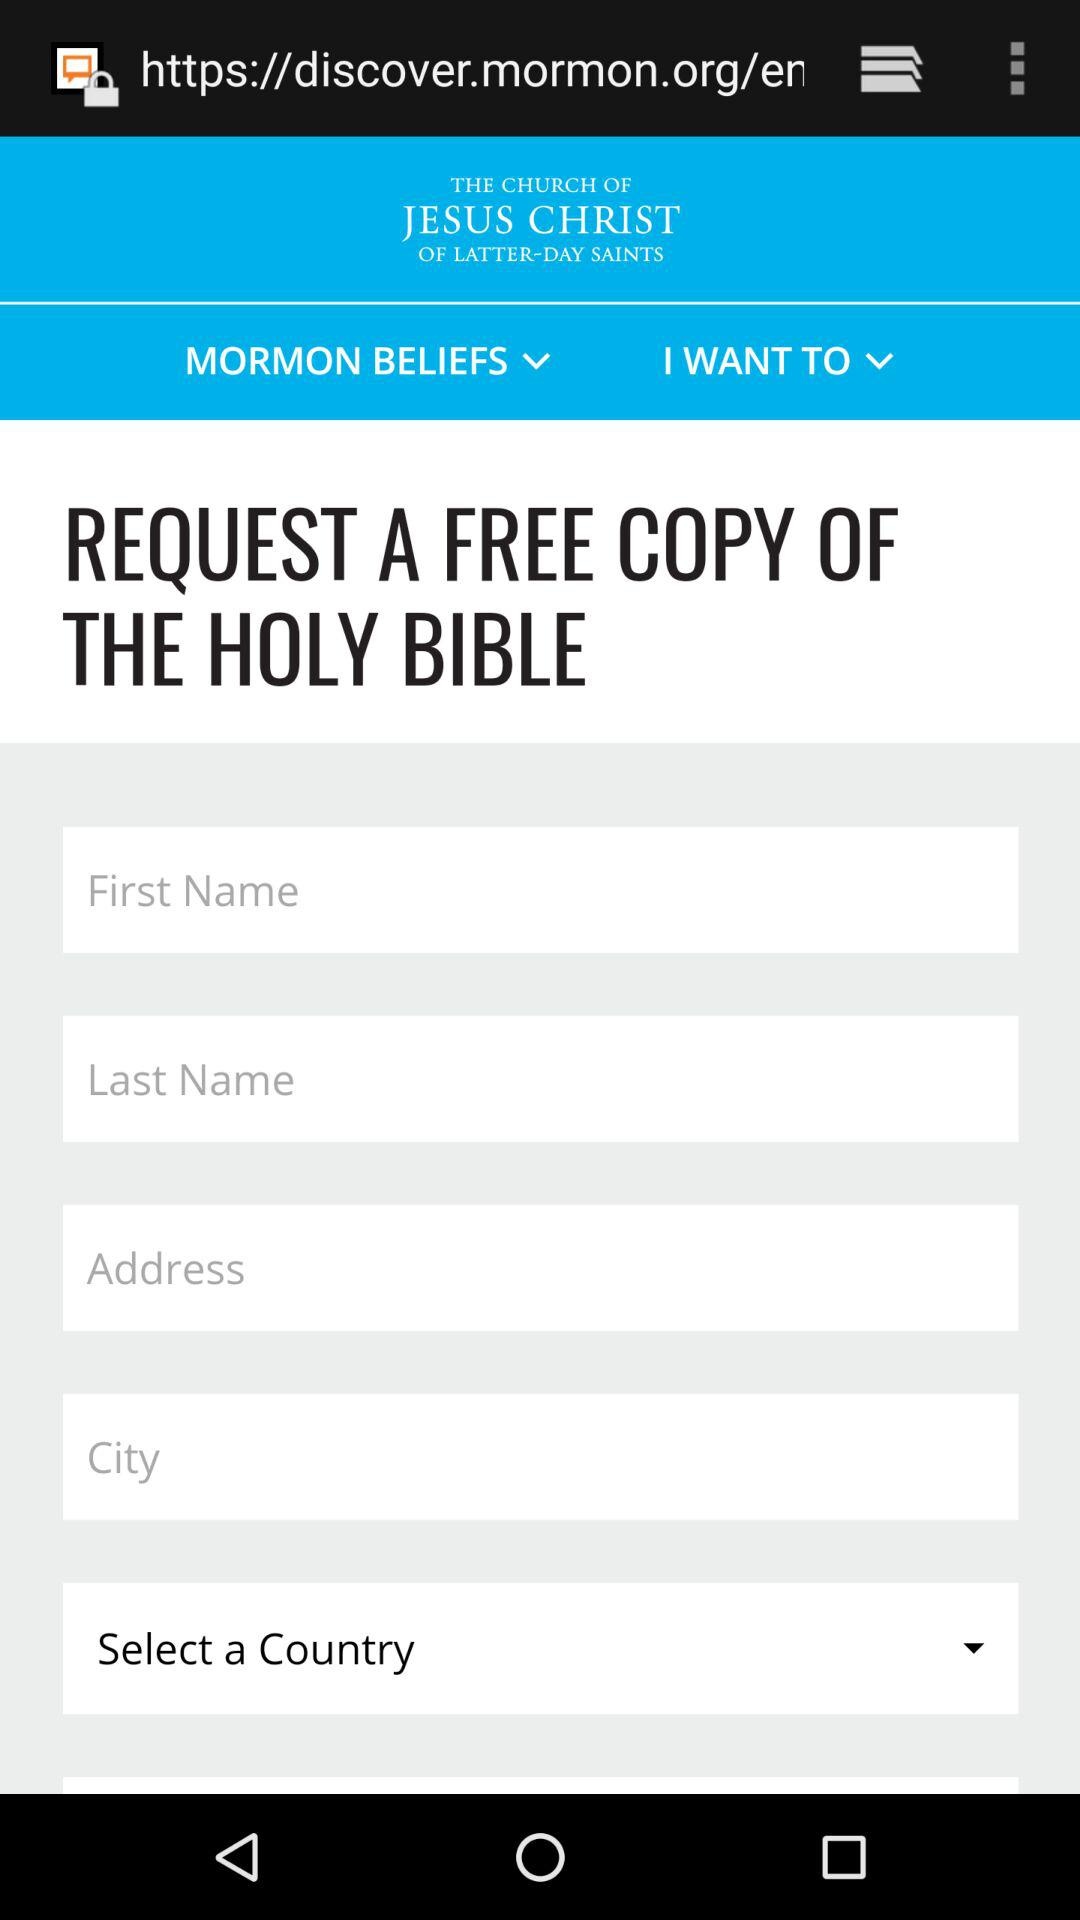 https://discover.mormon.org/en
THE CHURCH OF
JESUS CHRIST
OF LATTER-DAY SAINTS
MORMON BELIEFS
I WANT TO
REQUEST A FREE COPY OF
THE HOLY BIBLE
First Name
Last Name
Address
City
Select a Country